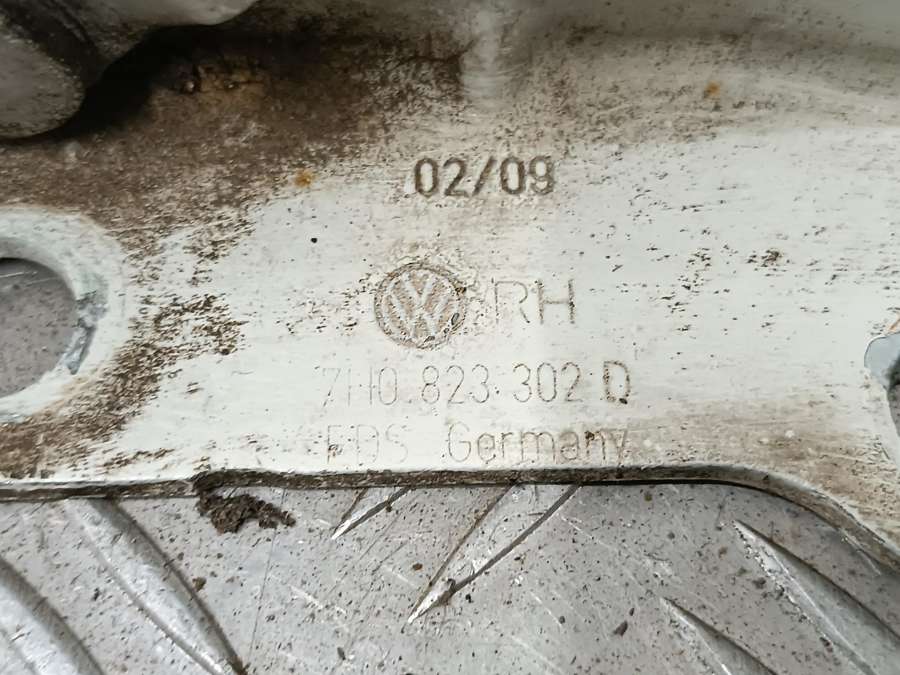 02/09
VW RH
7H0.823.302 D
EDS Germany